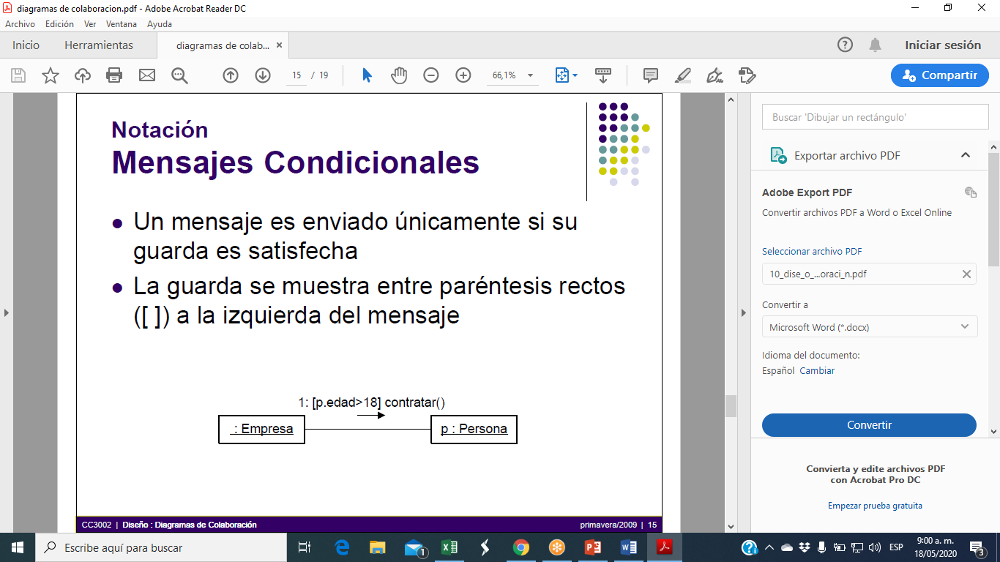 diagramas de colaboracion.pdf - Adobe Acrobat Reader DC
Archivo Edición Ver Ventana Ayuda
Inicio Herramientas diagramas de colab... Iniciar sesión
15 / 19 66,1% Compartir
Notación
Mensajes Condicionales
Un mensaje es enviado únicamente si su
guarda es satisfecha
La guarda se muestra entre paréntesis rectos
([ ]) a la izquierda del mensaje
1: [p.edad>18] contratar()
: Empresa p : Persona
CC3002 | Diseño : Diagramas de Colaboración primavera/2009 | 15
Buscar 'Dibujar un rectángulo'
Exportar archivo PDF
Adobe Export PDF
Convertir archivos PDF a Word o Excel Online
Seleccionar archivo PDF
10_dise_o_...oraci_n.pdf
Convertir a
Microsoft Word (*.docx)
Idioma del documento:
Español Cambiar
Convertir
Convierta y edite archivos PDF
con Acrobat Pro DC
Empezar prueba gratuita
Escribe aquí para buscar 1 ESP 9:00 a. m.
18/05/2020 3